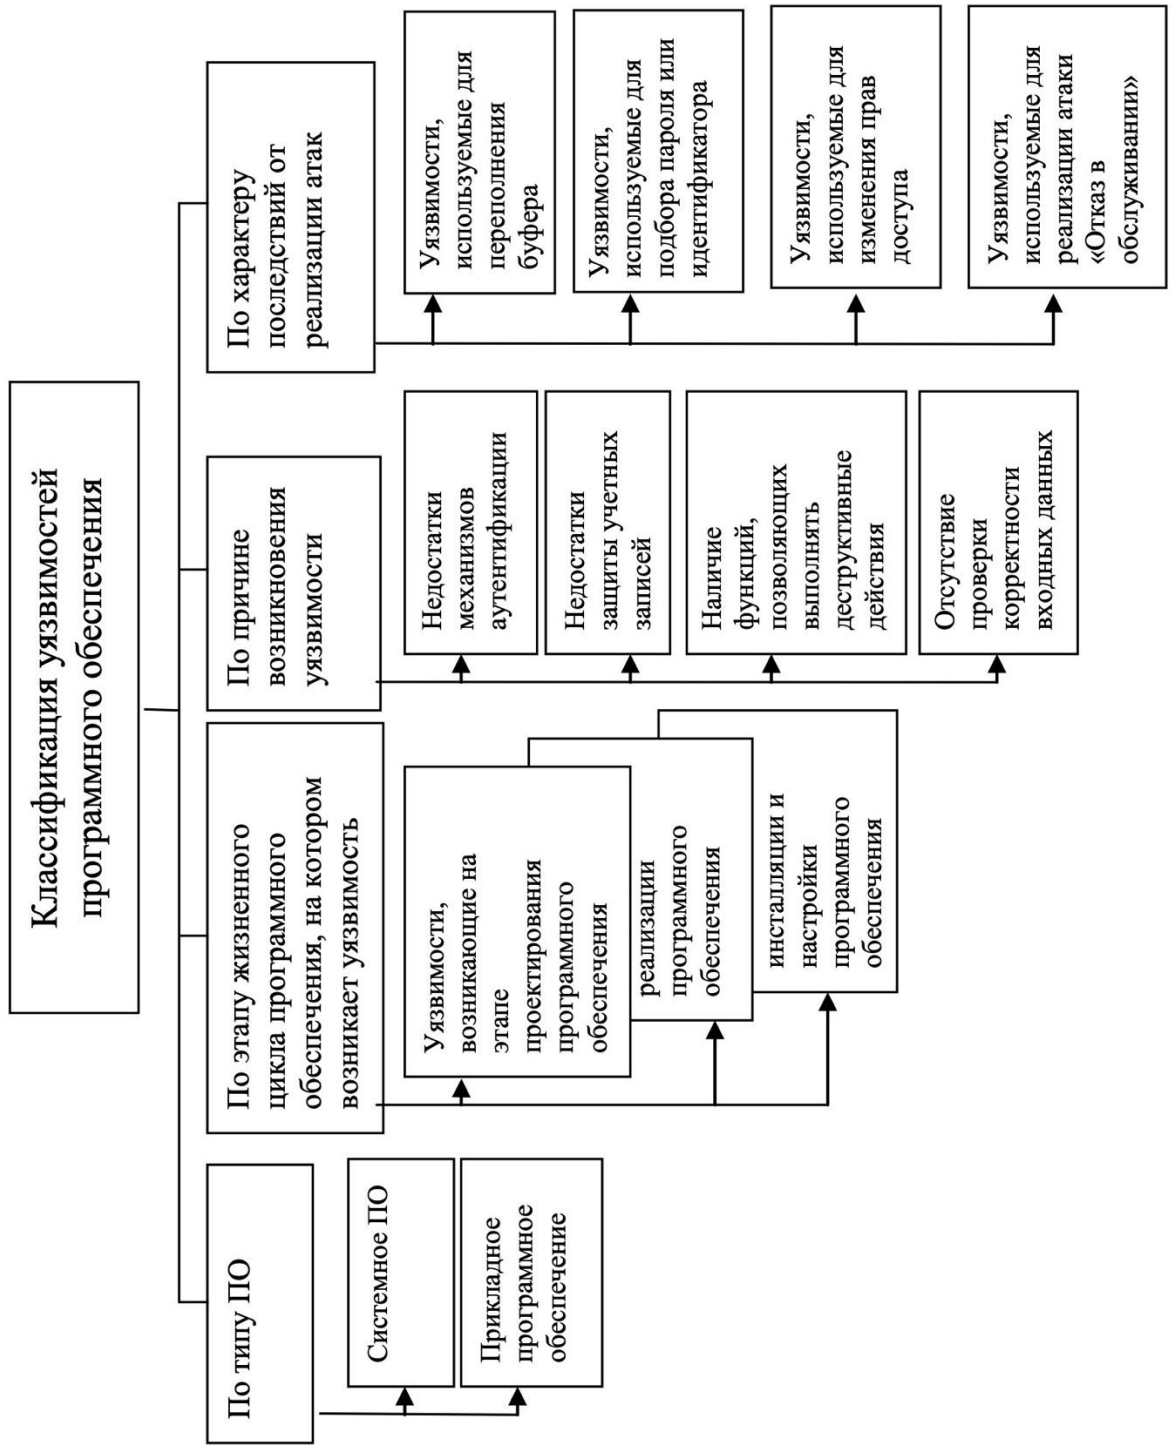 Классификация уязвимостей
программного обеспечения
По типу ПО
Системное ПО
Прикладное
программное
обеспечение
По этапу жизненного
цикла программного
обеспечения, на котором
возникает уязвимость
Уязвимости,
возникающие на
этапе
проектирования
программного
обеспечения
реализации
программного
обеспечения
инсталляции и
настройки
программного
обеспечения
По причине
возникновения
уязвимости
Недостатки
механизмов
аутентификации
Недостатки
защиты учетных
записей
Наличие
функций,
позволяющих
выполнять
деструктивные
действия
Отсутствие
проверки
корректности
входных данных
По характеру
последствий от
реализации атак
Уязвимости,
используемые для
переполнения
буфера
Уязвимости,
используемые для
подбора пароля или
идентификатора
Уязвимости,
используемые для
изменения прав
доступа
Уязвимости,
используемые для
реализации атаки
«Отказ в
обслуживании»